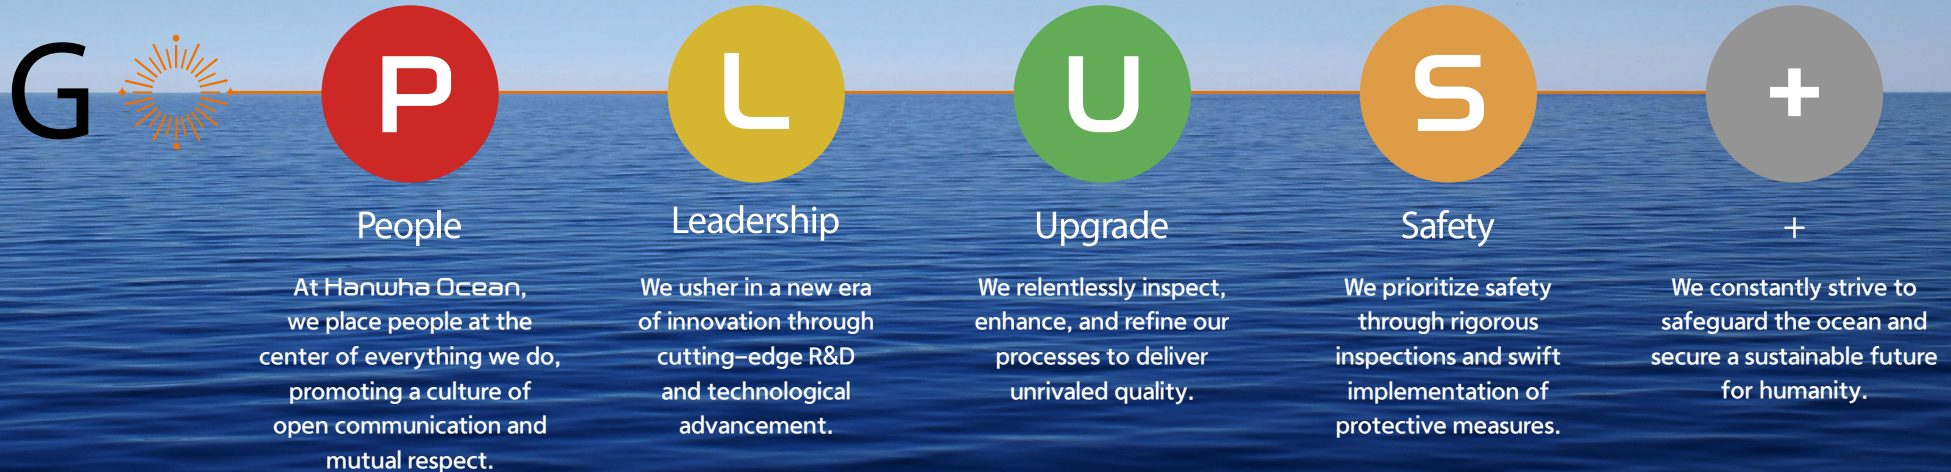 G
P
L
U
S
+
People
At Hanwha Ocean,
we place people at the
center of everything we do,
promoting a culture of
open communication and
mutual respect.
Leadership
We usher in a new era
of innovation through
cutting-edge R&D
and technological
advancement.
Upgrade
We relentlessly inspect,
enhance, and refine our
processes to deliver
unrivaled quality.
Safety
We prioritize safety
through rigorous
inspections and swift
implementation of
protective measures.
+
We constantly strive to
safeguard the ocean and
secure a sustainable future
for humanity.